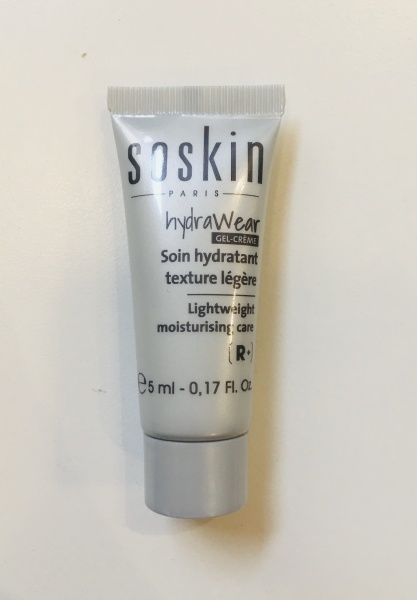 soskin
PARIS
hydraWear
GEL-CRÈME
Soin hydratant
texture légère
Lightweight
moisturising care
[R+]
℮5 ml - 0,17 Fl. Oz